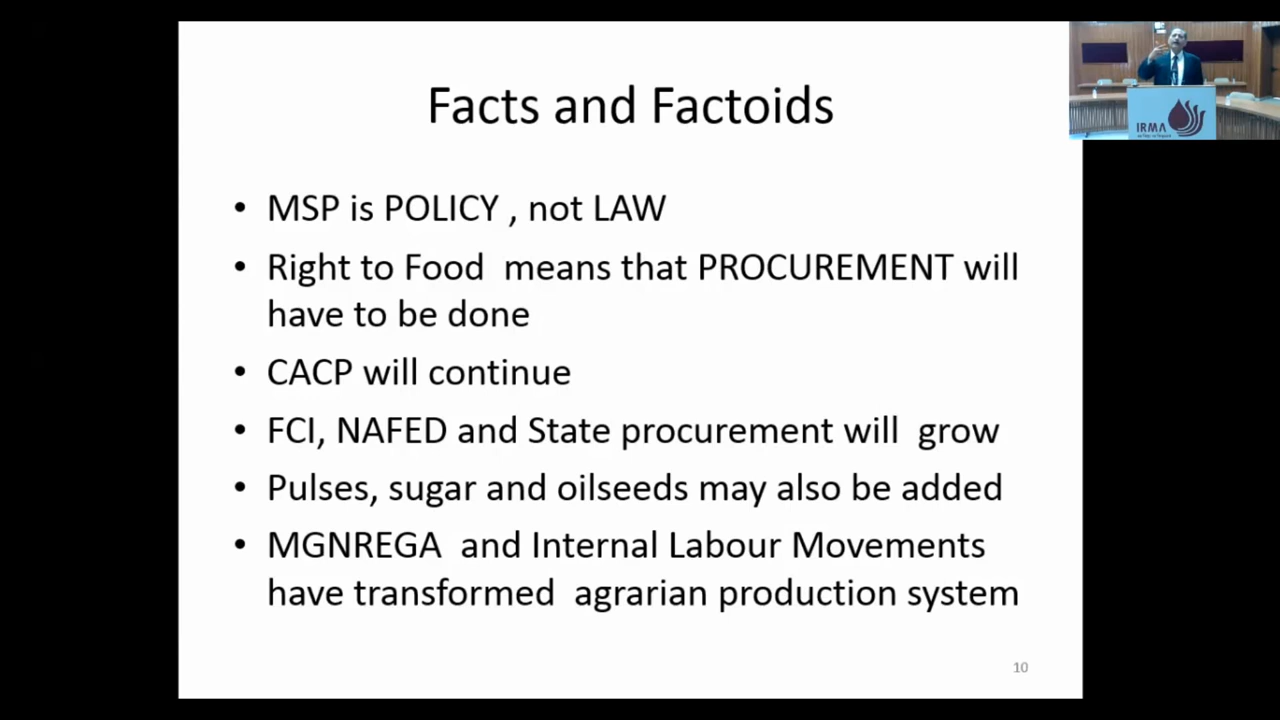 Facts and Factoids
• MSP is POLICY , not LAW
• Right to Food means that PROCUREMENT will
have to be done
• CACP will continue
• FCI, NAFED and State procurement will grow
• Pulses, sugar and oilseeds may also be added
• MGNREGA and Internal Labour Movements
have transformed agrarian production system
10
IRMA